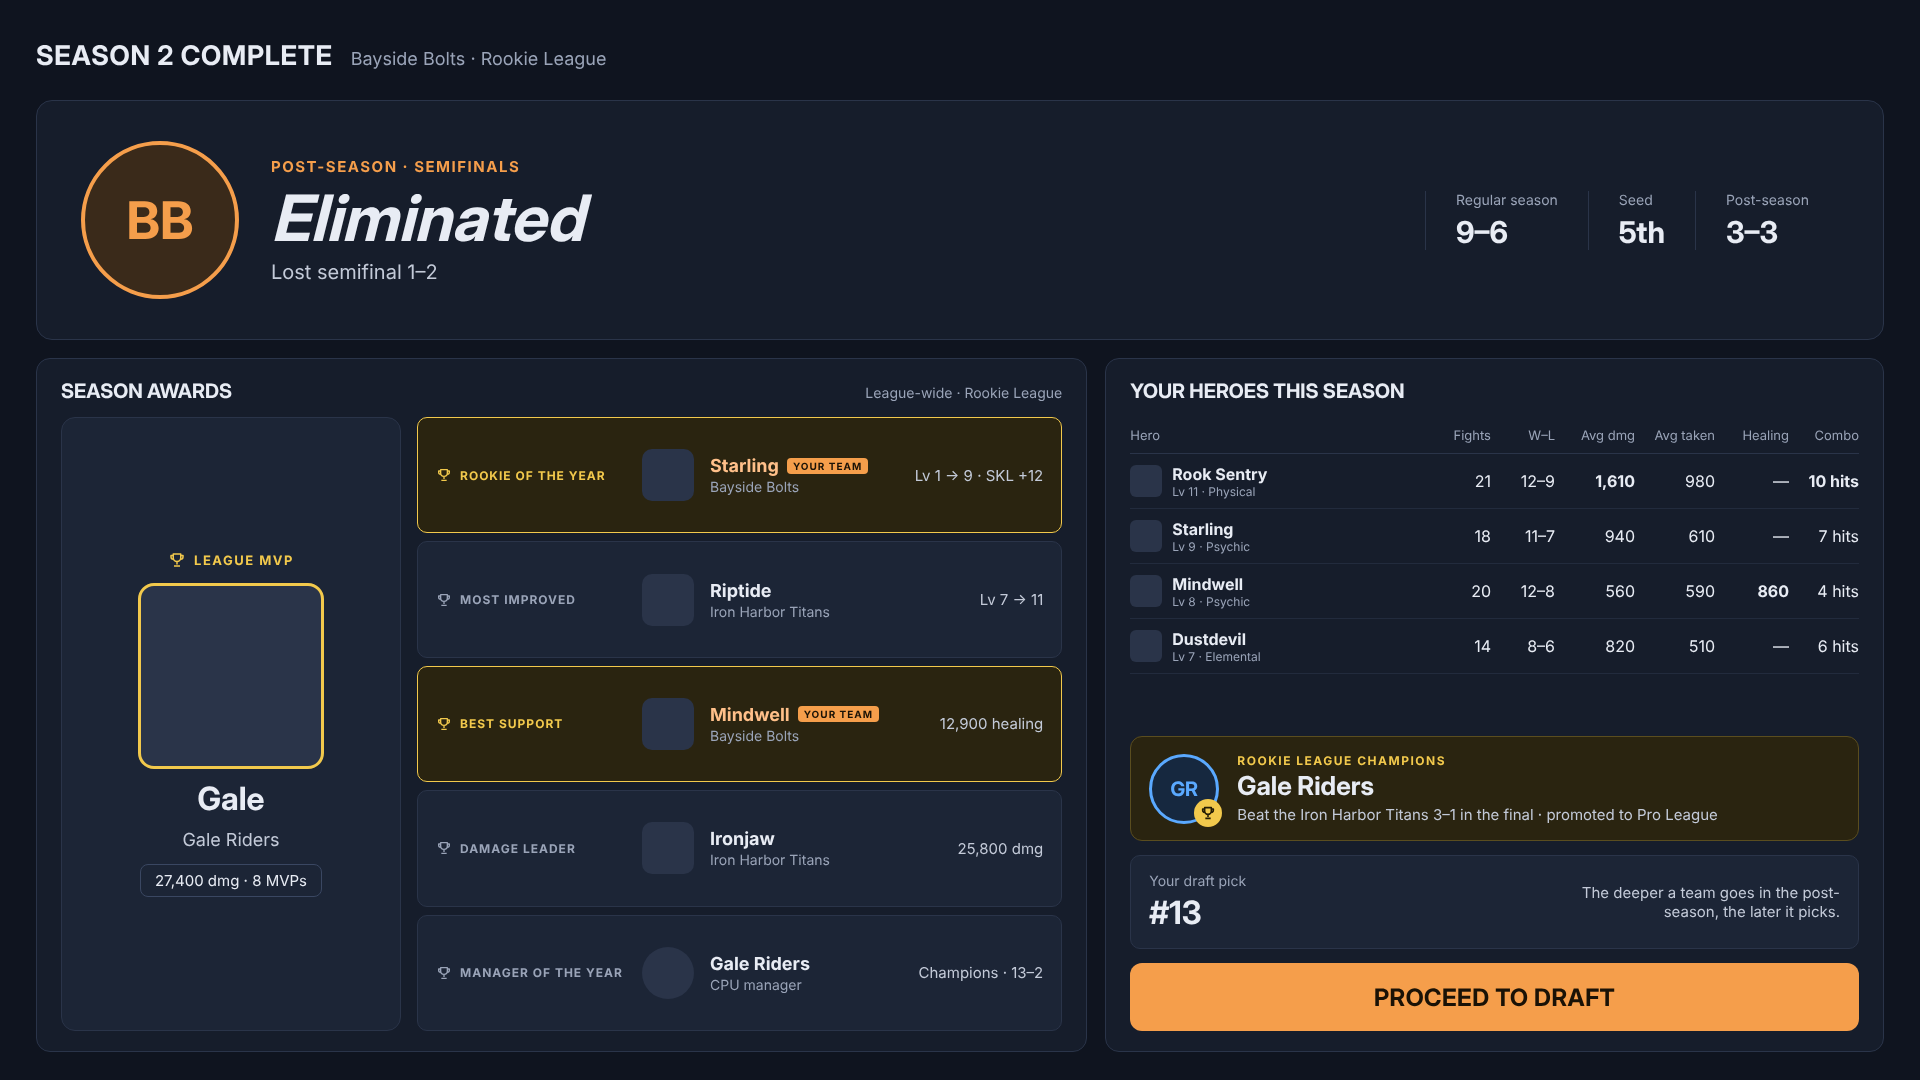 SEASON 2 COMPLETE Bayside Bolts · Rookie League
BB
POST-SEASON · SEMIFINALS
Eliminated
Lost semifinal 1–2
Regular season
9–6
Seed
5th
Post-season
3–3
SEASON AWARDS
League-wide · Rookie League
LEAGUE MVP
Gale
Gale Riders
27,400 dmg · 8 MVPs
ROOKIE OF THE YEAR
Starling YOUR TEAM
Bayside Bolts
Lv 1 → 9 · SKL +12
MOST IMPROVED
Riptide
Iron Harbor Titans
Lv 7 → 11
BEST SUPPORT
Mindwell YOUR TEAM
Bayside Bolts
12,900 healing
DAMAGE LEADER
Ironjaw
Iron Harbor Titans
25,800 dmg
MANAGER OF THE YEAR
Gale Riders
CPU manager
Champions · 13–2
YOUR HEROES THIS SEASON
Hero Fights W–L Avg dmg Avg taken Healing Combo
Rook Sentry
Lv 11 · Physical
21 12–9 1,610 980 — 10 hits
Starling
Lv 9 · Psychic
18 11–7 940 610 — 7 hits
Mindwell
Lv 8 · Psychic
20 12–8 560 590 860 4 hits
Dustdevil
Lv 7 · Elemental
14 8–6 820 510 — 6 hits
GR
ROOKIE LEAGUE CHAMPIONS
Gale Riders
Beat the Iron Harbor Titans 3–1 in the final · promoted to Pro League
Your draft pick
#13
The deeper a team goes in the post-
season, the later it picks.
PROCEED TO DRAFT